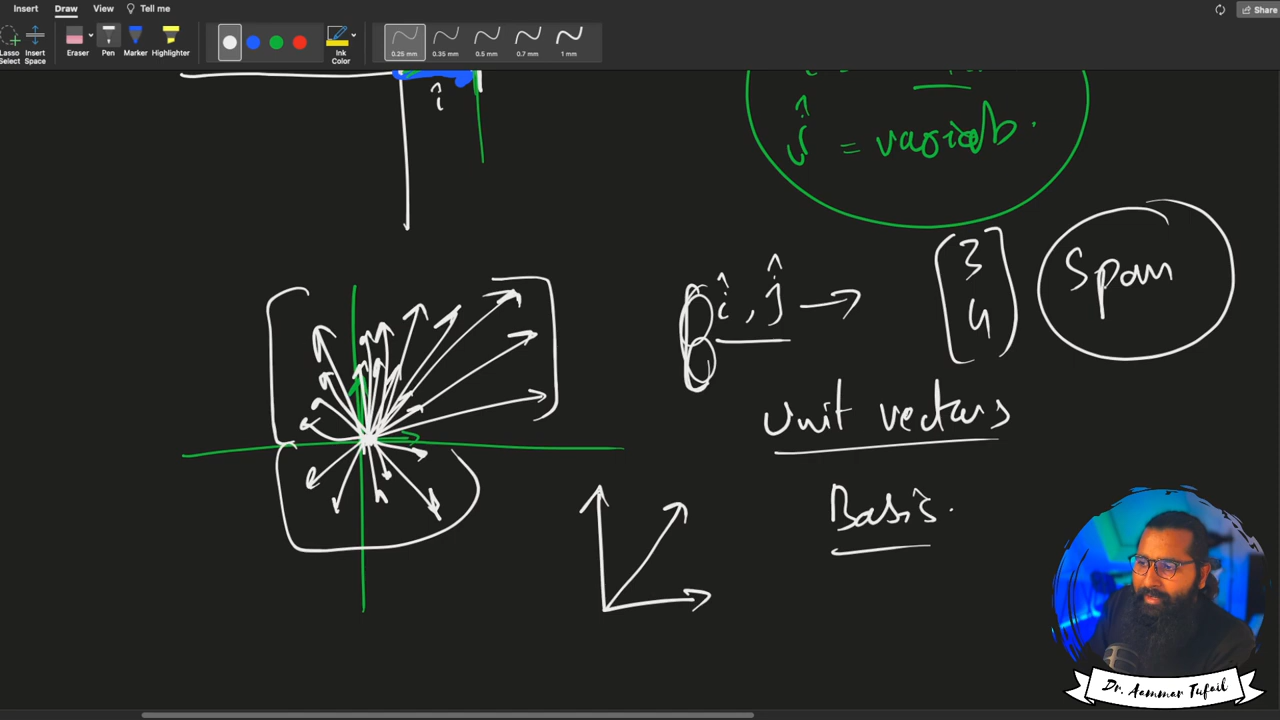 Insert Draw View Tell me
Share
Lasso Select
Insert Space
Eraser
Pen
Marker
Highlighter
Ink Color
0.25 mm
0.35 mm
0.5 mm
0.7 mm
1 mm
î
ĵ = variab.
î , ĵ →
[3
4]
Span
Unit vectors
Basis.
Dr. Aammar Tufail